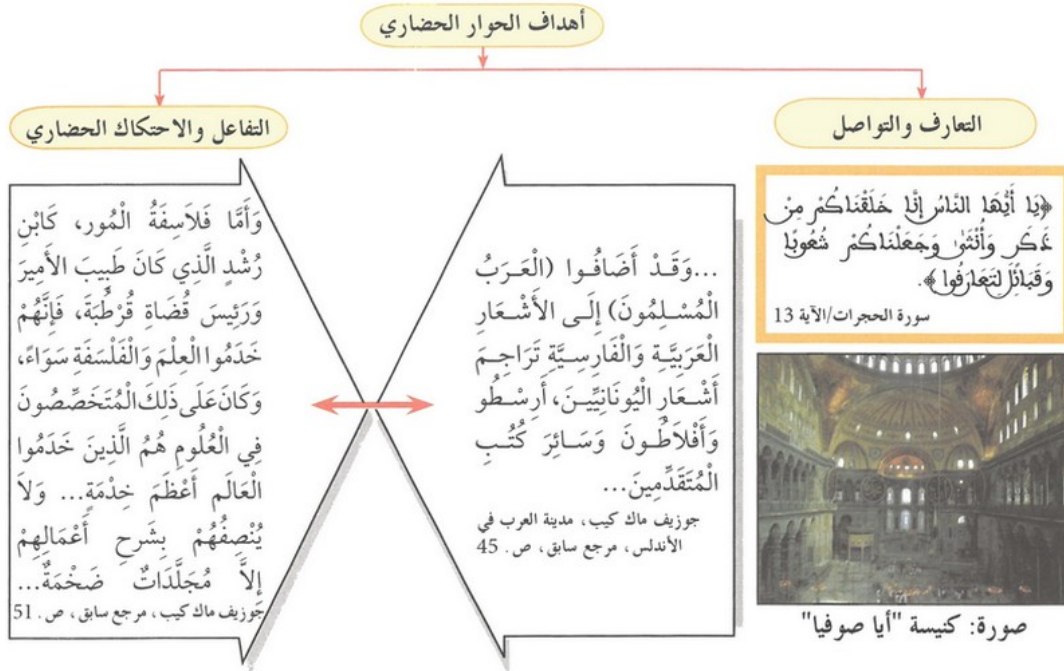 أهداف الحوار الحضاري
التعارف والتواصل
﴿يَا أَيُّهَا النَّاسُ إِنَّا خَلَقْنَاكُمْ مِنْ
ذَكَرٍ وَأُنْثَىٰ وَجَعَلْنَاكُمْ شُعُوبًا
وَقَبَائِلَ لِتَعَارَفُوا﴾.
سورة الحجرات/الآية 13
صورة: كنيسة "أيا صوفيا"
التفاعل والاحتكاك الحضاري
...وَقَدْ أَضَافُوا (الْعَرَبُ
الْمُسْلِمُونَ) إِلَى الأَشْعَارِ
الْعَرَبِيَّةِ وَالْفَارِسِيَّةِ تَرَاجِمَ
أَشْعَارِ الْيُونَانِيِّينَ، أَرِسْطُو
وَأَفْلَاطُونَ وَسَائِرَ كُتُبِ
الْمُتَقَدِّمِينَ...
جوزيف ماك كيب، مدينة العرب في
الأندلس، مرجع سابق، ص. 45
وَأَمَّا فَلَاسِفَةُ الْمُور، كَابْنِ
رُشْدٍ الَّذِي كَانَ طَبِيبَ الأَمِيرَ
وَرَئِيسَ قُضَاةِ قُرْطُبَةَ، فَإِنَّهُمْ
خَدَمُوا الْعِلْمَ وَالْفَلْسَفَةِ سَوَاءً،
وَكَانَ عَلَى ذَلِكَ الْمُتَخَصِّصُونَ
فِي الْعُلُومِ هُمُ الَّذِينَ خَدَمُوا
الْعَالَم أَعْظَمَ خِدْمَةٍ... وَلاَ
يُنْصِفُهُمْ بِشَرحِ أَعْمَالِهِمْ
إِلاَّ مُجَلَّدَاتٌ ضَخْمَةٌ...
جوزيف ماك كيب، مرجع سابق، ص. 51